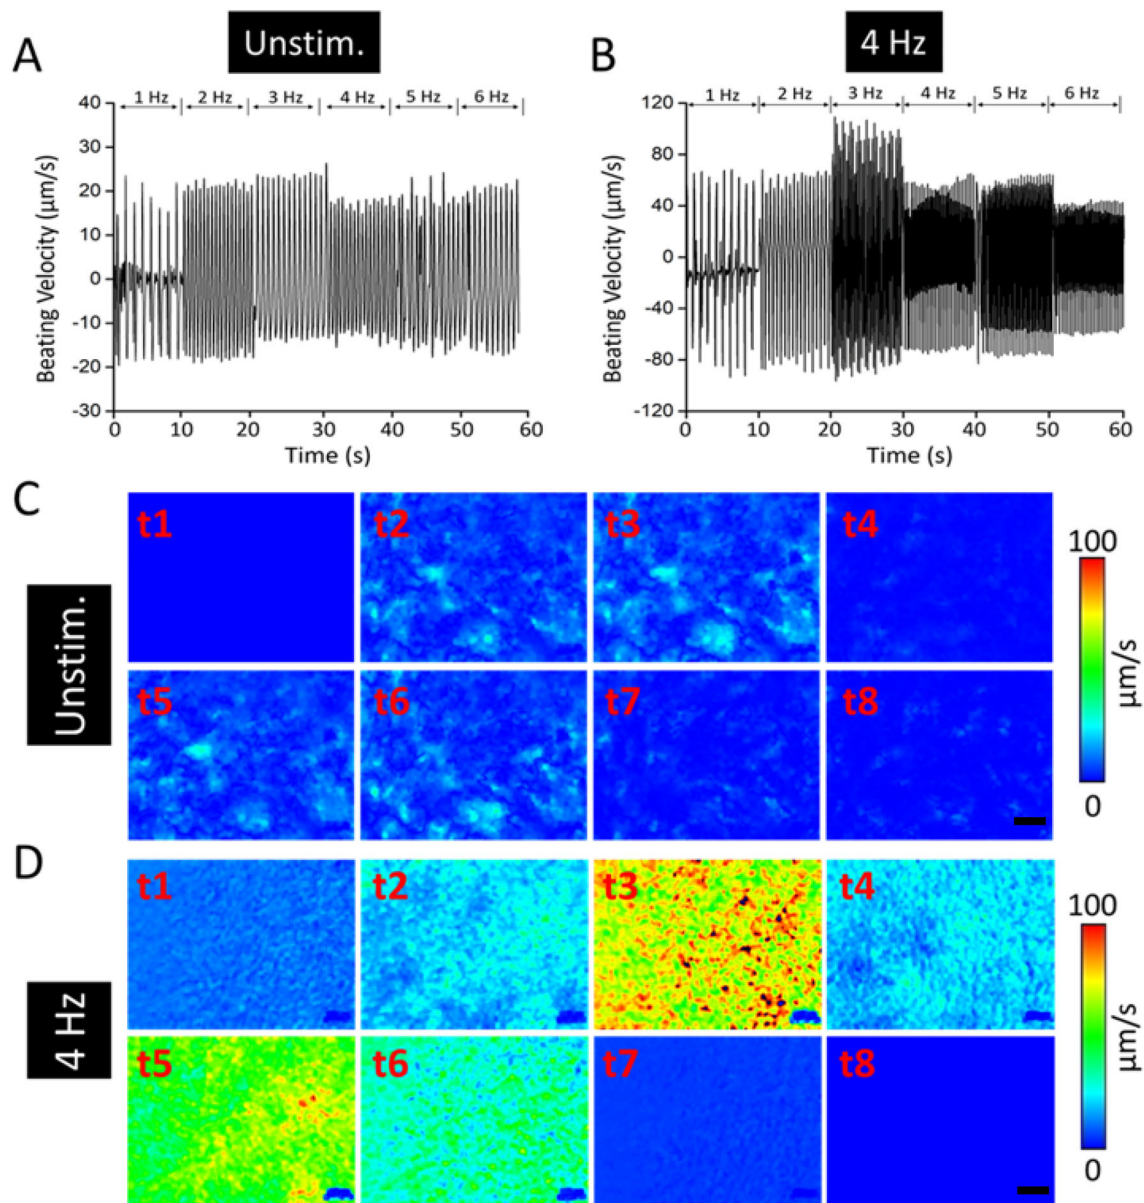 A
Unstim.
B
4 Hz
1 Hz 2 Hz 3 Hz 4 Hz 5 Hz 6 Hz
40
30
20
10
0
-10
-20
-30
Beating Velocity (μm/s)
0 10 20 30 40 50 60
Time (s)
1 Hz 2 Hz 3 Hz 4 Hz 5 Hz 6 Hz
120
80
40
0
-40
-80
-120
Beating Velocity (μm/s)
0 10 20 30 40 50 60
Time (s)
C
Unstim.
t1 t2 t3 t4
t5 t6 t7 t8
100
μm/s
0
D
4 Hz
t1 t2 t3 t4
t5 t6 t7 t8
100
μm/s
0